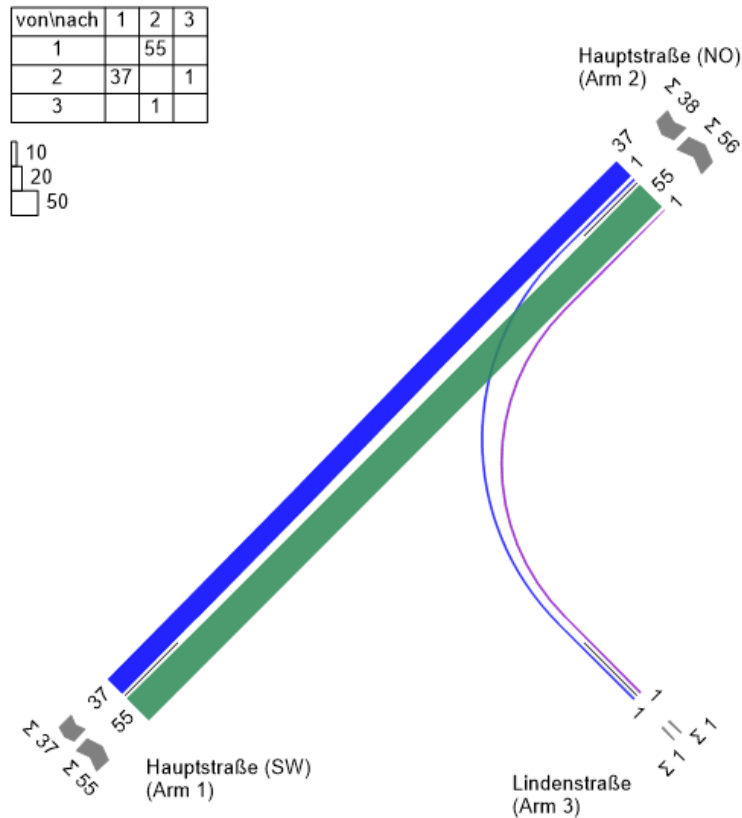 von\nach 1 2 3
1 55
2 37 1
3 1
10
20
50
Hauptstraße (NO)
(Arm 2)
Σ 38
Σ 56
37
1
55
1
37
55
Σ 37
Σ 55
Hauptstraße (SW)
(Arm 1)
1
1
Σ 1
Σ 1
Lindenstraße
(Arm 3)